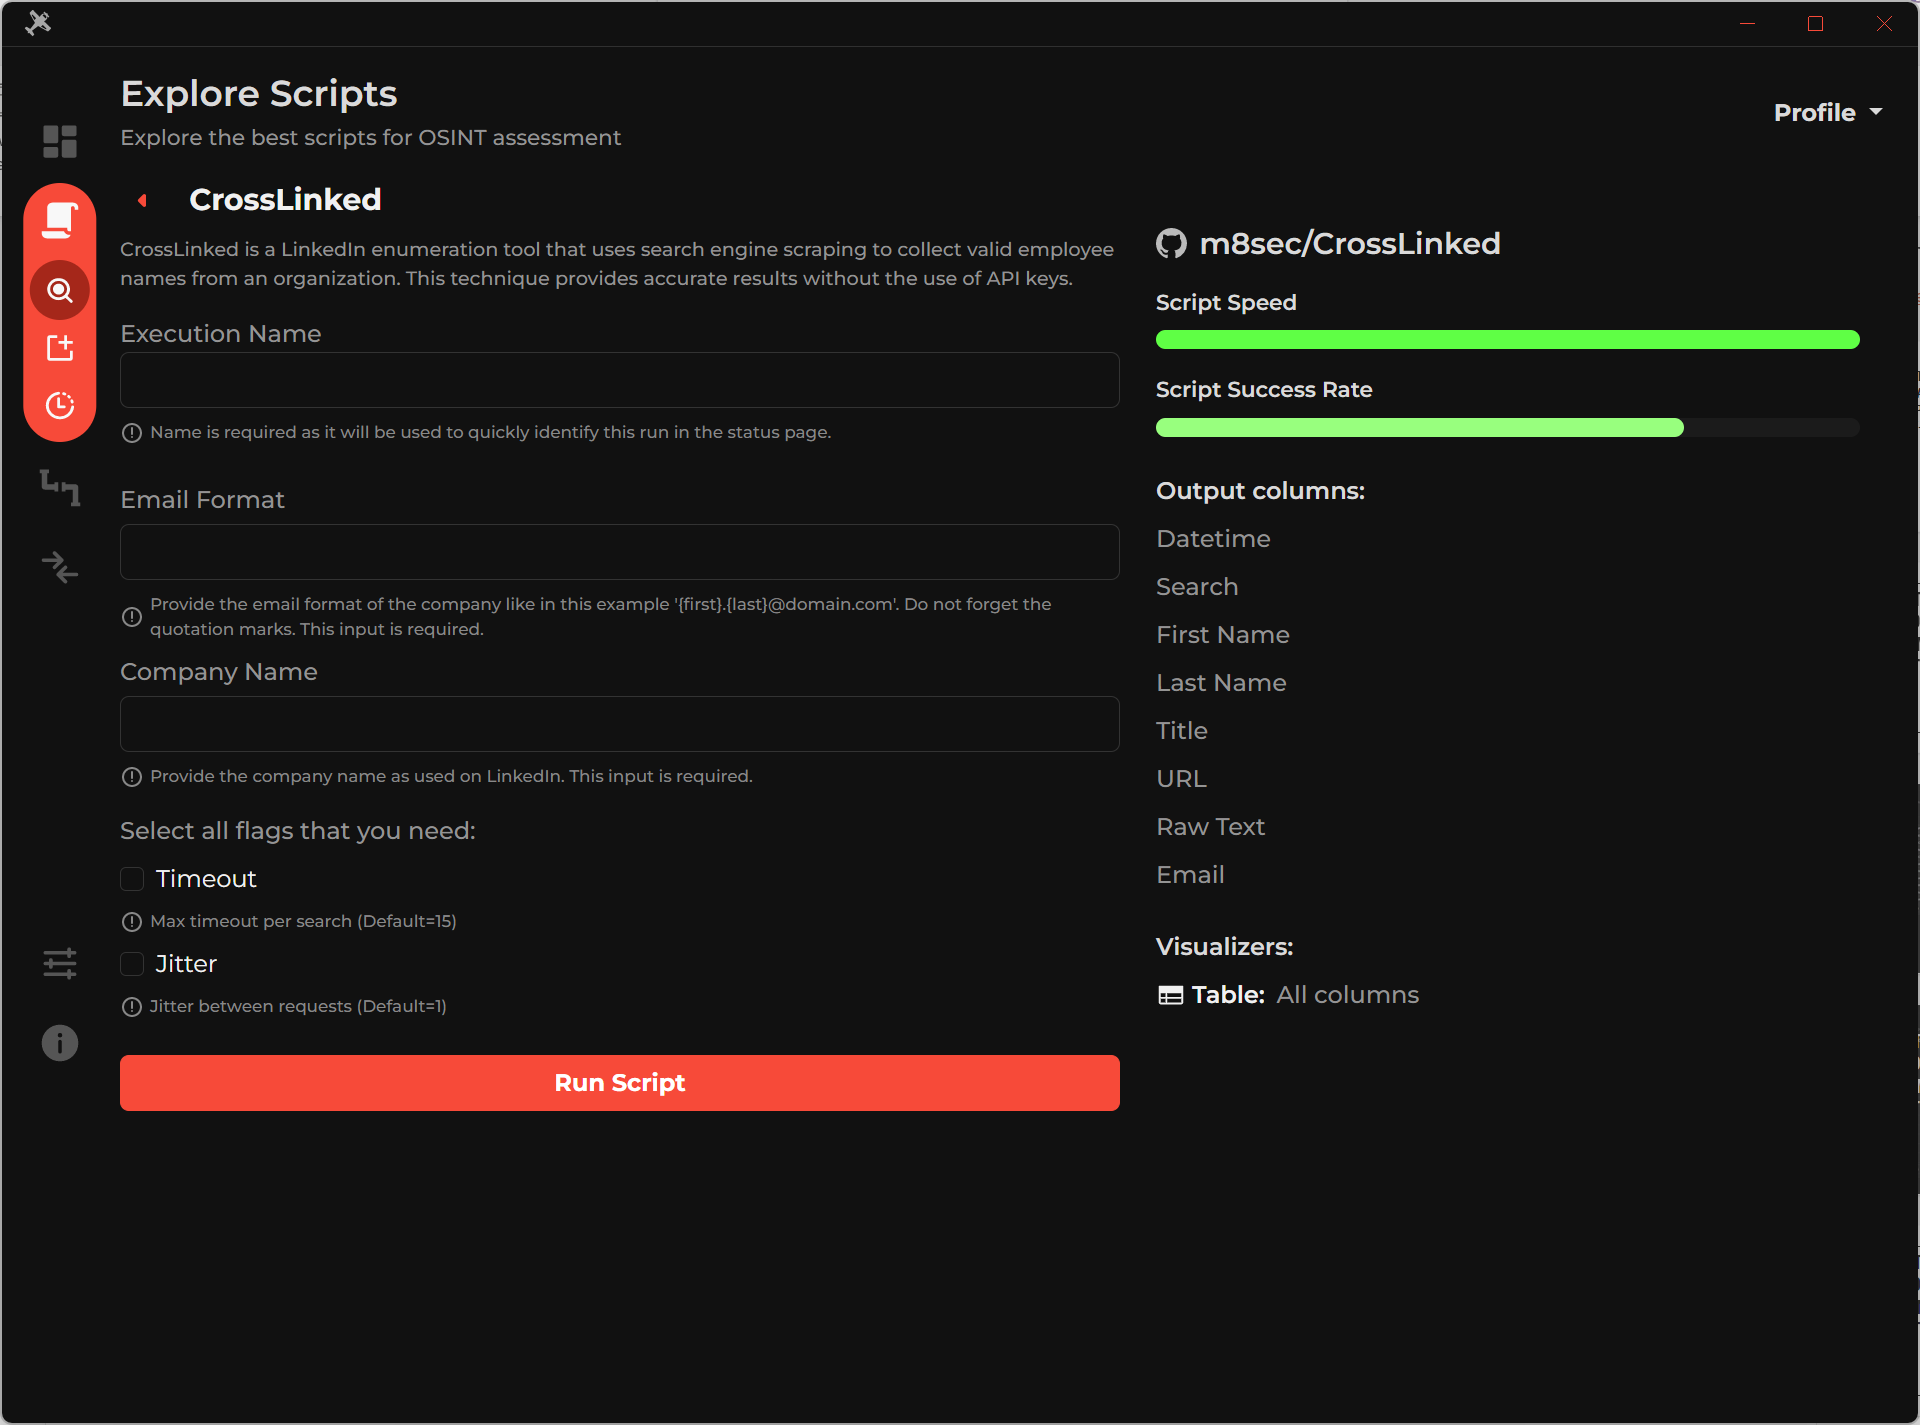 Explore Scripts
Explore the best scripts for OSINT assessment
Profile
CrossLinked
CrossLinked is a LinkedIn enumeration tool that uses search engine scraping to collect valid employee
names from an organization. This technique provides accurate results without the use of API keys.
Execution Name
Name is required as it will be used to quickly identify this run in the status page.
Email Format
Provide the email format of the company like in this example '{first}.{last}@domain.com'. Do not forget the
quotation marks. This input is required.
Company Name
Provide the company name as used on LinkedIn. This input is required.
Select all flags that you need:
Timeout
Max timeout per search (Default=15)
Jitter
Jitter between requests (Default=1)
Run Script
m8sec/CrossLinked
Script Speed
Script Success Rate
Output columns:
Datetime
Search
First Name
Last Name
Title
URL
Raw Text
Email
Visualizers:
Table: All columns